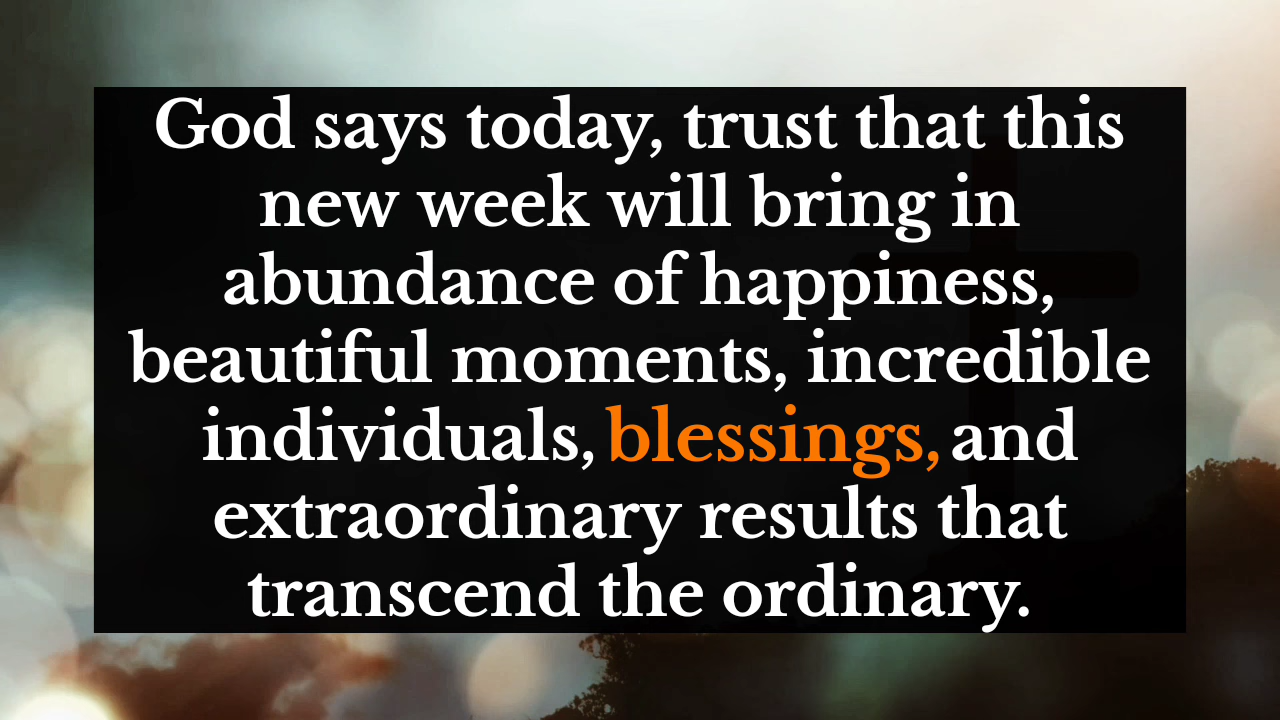 God says today, trust that this
new week will bring in
abundance of happiness,
beautiful moments, incredible
individuals, blessings, and
extraordinary results that
transcend the ordinary.